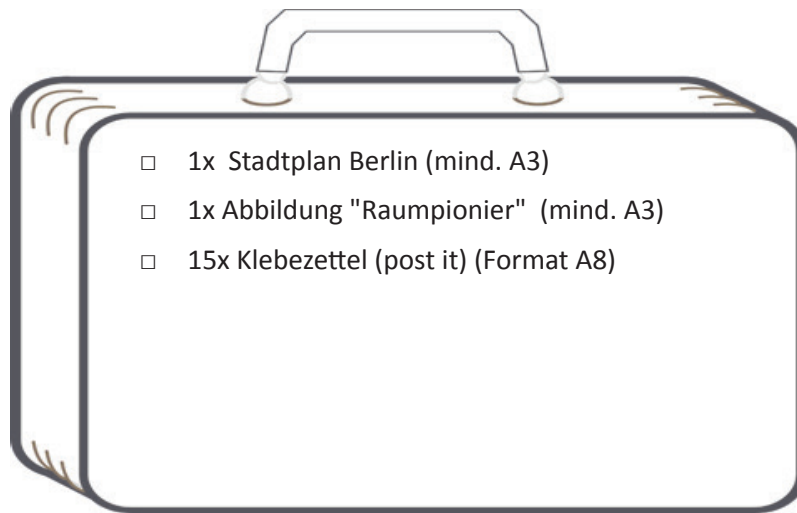 □ 1x Stadtplan Berlin (mind. A3)
□ 1x Abbildung "Raumpionier" (mind. A3)
□ 15x Klebezettel (post it) (Format A8)